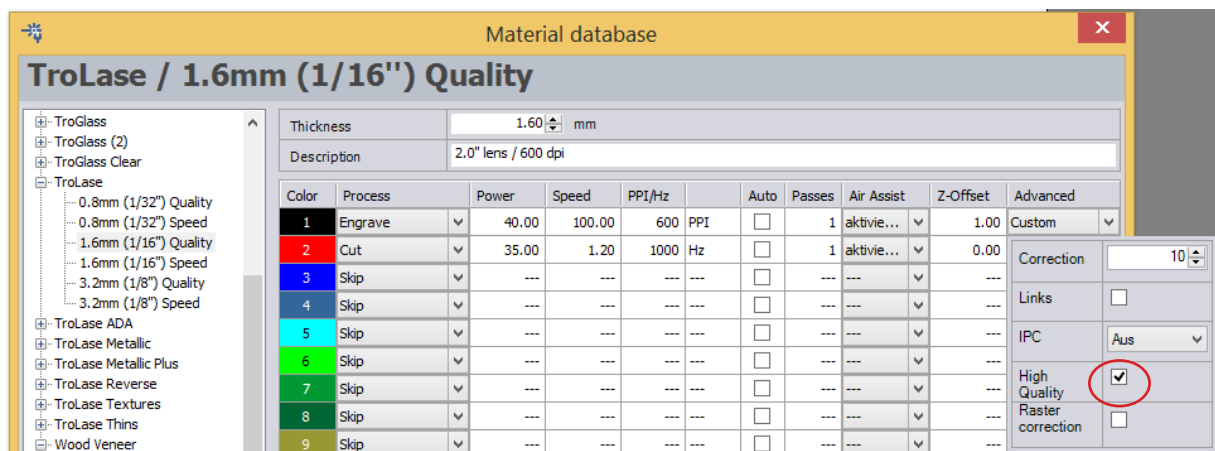 Material database
TroLase / 1.6mm (1/16'') Quality
TroGlass
TroGlass (2)
TroGlass Clear
TroLase
0.8mm (1/32") Quality
0.8mm (1/32") Speed
1.6mm (1/16") Quality
1.6mm (1/16") Speed
3.2mm (1/8") Quality
3.2mm (1/8") Speed
TroLase ADA
TroLase Metallic
TroLase Metallic Plus
TroLase Reverse
TroLase Textures
TroLase Thins
Wood Veneer
Thickness 1.60 mm
Description 2.0" lens / 600 dpi
Color Process Power Speed PPI/Hz Auto Passes Air Assist Z-Offset Advanced
1 Engrave 40.00 100.00 600 PPI 1 aktivie... 1.00 Custom
2 Cut 35.00 1.20 1000 Hz 1 aktivie... 0.00
3 Skip --- --- --- --- --- --- ---
4 Skip --- --- --- --- --- --- ---
5 Skip --- --- --- --- --- --- ---
6 Skip --- --- --- --- --- --- ---
7 Skip --- --- --- --- --- --- ---
8 Skip --- --- --- --- --- --- ---
9 Skip --- --- --- --- --- --- ---
Correction 10
Links
IPC Aus
High
Quality
Raster
correction